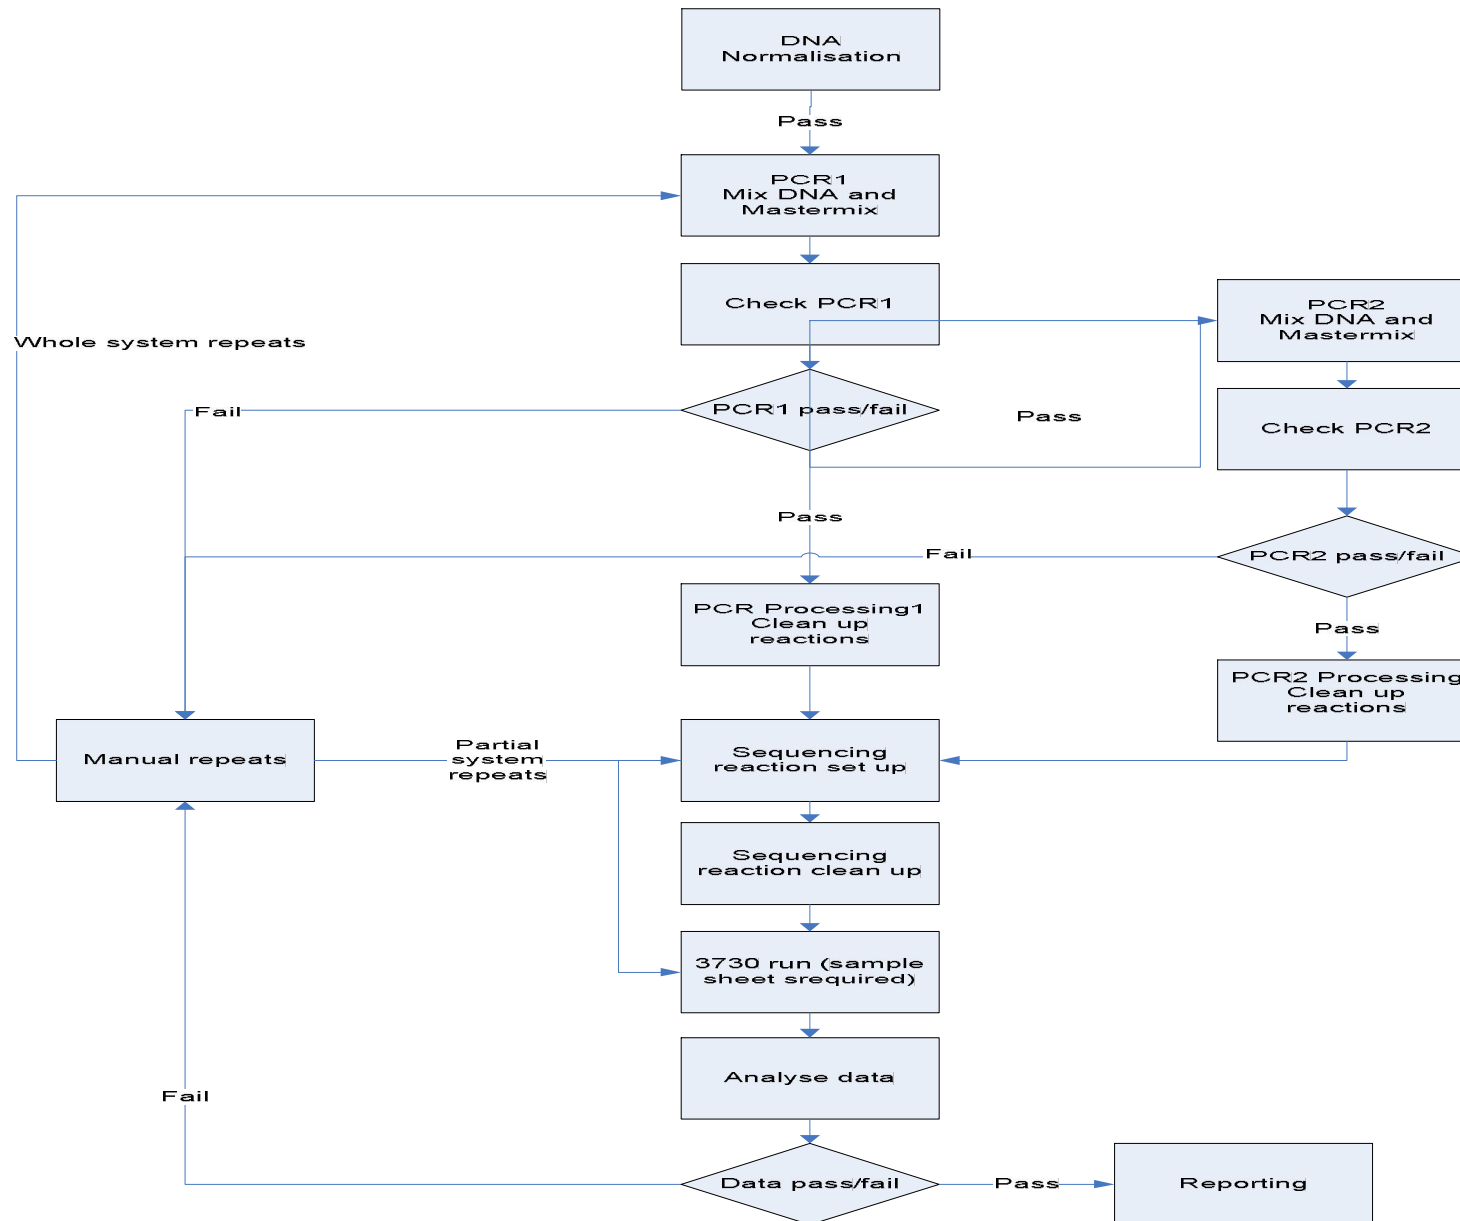 DNA
Normalisation
Pass
PCR1
Mix DNA and
Mastermix
Check PCR1
PCR2
Mix DNA and
Mastermix
Whole system repeats
Fail
PCR1 pass/fail
Pass
Check PCR2
Pass
Fail
PCR2 pass/fail
PCR Processing1
Clean up
reactions
Pass
PCR2 Processing
Clean up
reactions
Manual repeats
Partial
system
repeats
Sequencing
reaction set up
Sequencing
reaction clean up
3730 run (sample
sheet srequired)
Analyse data
Fail
Data pass/fail
Pass
Reporting